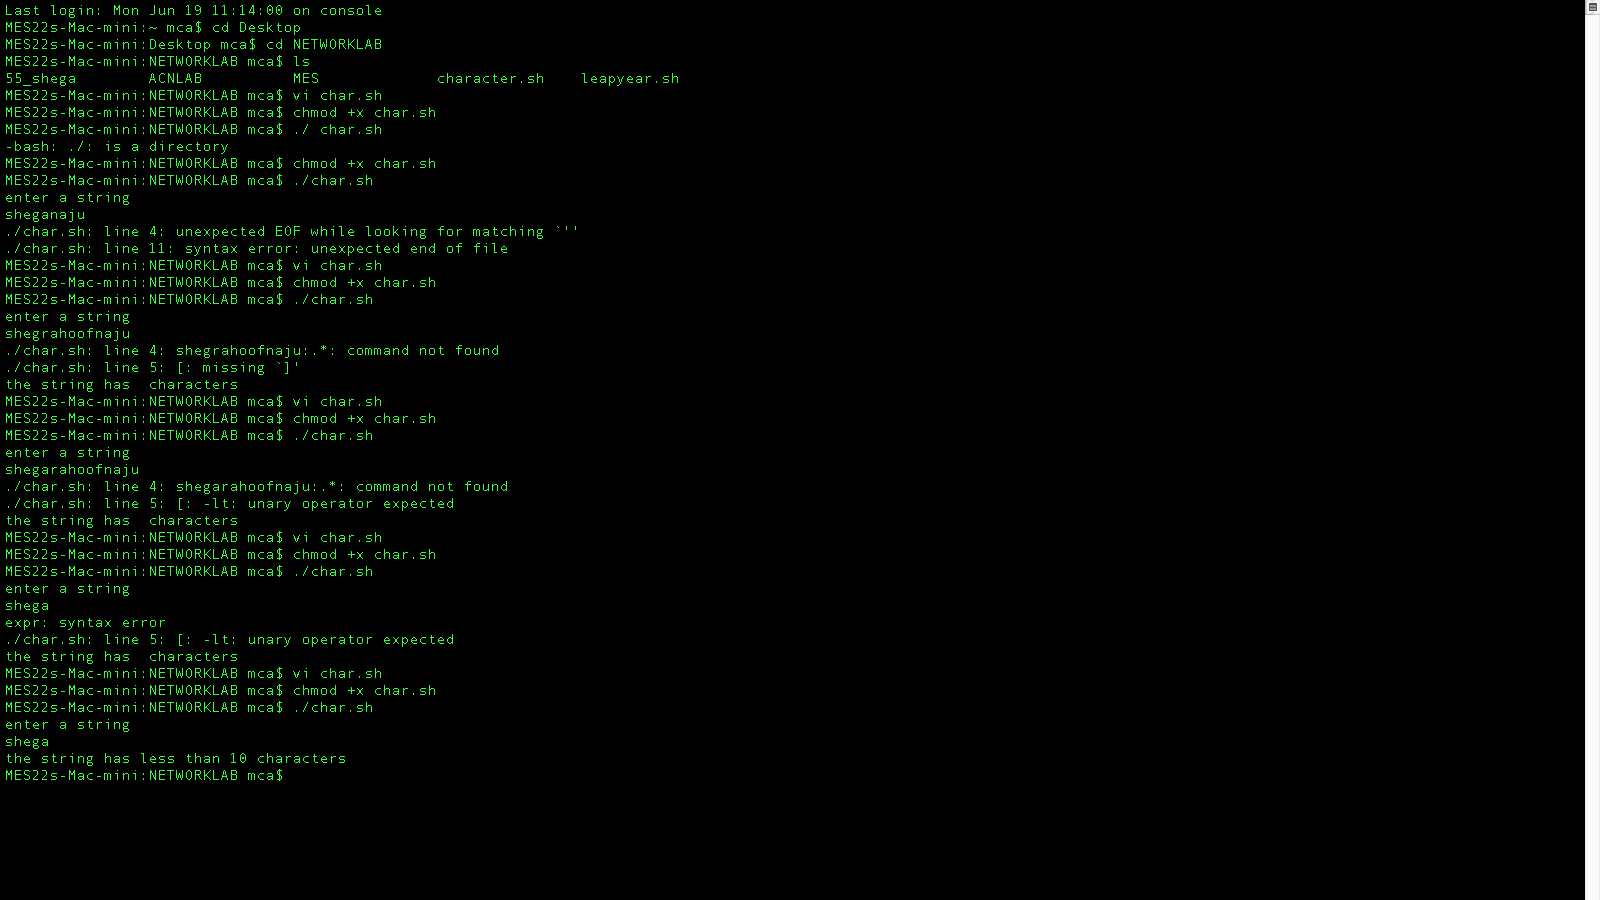 Last login: Mon Jun 19 11:14:00 on console
MES22s-Mac-mini:~ mca$ cd Desktop
MES22s-Mac-mini:Desktop mca$ cd NETWORKLAB
MES22s-Mac-mini:NETWORKLAB mca$ ls
55_shega        ACNLAB          MES             character.sh    leapyear.sh
MES22s-Mac-mini:NETWORKLAB mca$ vi char.sh
MES22s-Mac-mini:NETWORKLAB mca$ chmod +x char.sh
MES22s-Mac-mini:NETWORKLAB mca$ ./ char.sh
-bash: ./: is a directory
MES22s-Mac-mini:NETWORKLAB mca$ chmod +x char.sh
MES22s-Mac-mini:NETWORKLAB mca$ ./char.sh
enter a string
sheganaju
./char.sh: line 4: unexpected EOF while looking for matching `''
./char.sh: line 11: syntax error: unexpected end of file
MES22s-Mac-mini:NETWORKLAB mca$ vi char.sh
MES22s-Mac-mini:NETWORKLAB mca$ chmod +x char.sh
MES22s-Mac-mini:NETWORKLAB mca$ ./char.sh
enter a string
shegrahoofnaju
./char.sh: line 4: shegrahoofnaju:.*: command not found
./char.sh: line 5: [: missing `]'
the string has  characters
MES22s-Mac-mini:NETWORKLAB mca$ vi char.sh
MES22s-Mac-mini:NETWORKLAB mca$ chmod +x char.sh
MES22s-Mac-mini:NETWORKLAB mca$ ./char.sh
enter a string
shegarahoofnaju
./char.sh: line 4: shegarahoofnaju:.*: command not found
./char.sh: line 5: [: -lt: unary operator expected
the string has  characters
MES22s-Mac-mini:NETWORKLAB mca$ vi char.sh
MES22s-Mac-mini:NETWORKLAB mca$ chmod +x char.sh
MES22s-Mac-mini:NETWORKLAB mca$ ./char.sh
enter a string
shega
expr: syntax error
./char.sh: line 5: [: -lt: unary operator expected
the string has  characters
MES22s-Mac-mini:NETWORKLAB mca$ vi char.sh
MES22s-Mac-mini:NETWORKLAB mca$ chmod +x char.sh
MES22s-Mac-mini:NETWORKLAB mca$ ./char.sh
enter a string
shega
the string has less than 10 characters
MES22s-Mac-mini:NETWORKLAB mca$